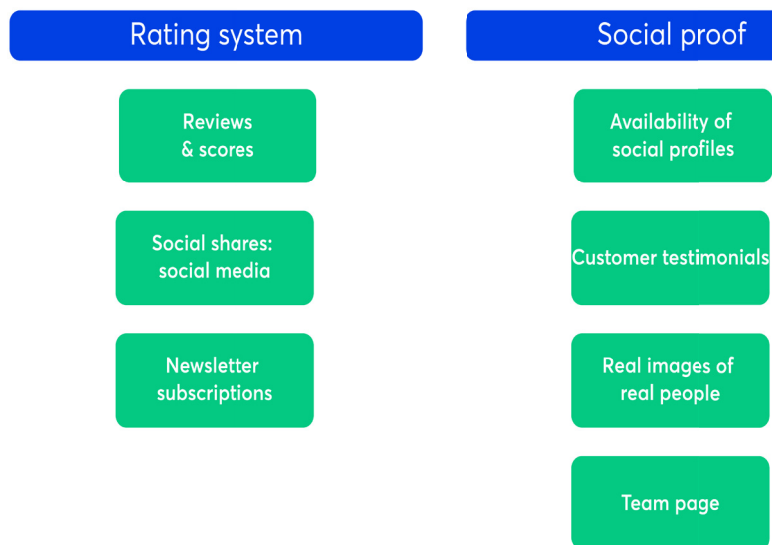 Rating system
Reviews
& scores
Social shares:
social media
Newsletter
subscriptions
Social proof
Availability of
social profiles
Customer testimonials
Real images of
real people
Team page